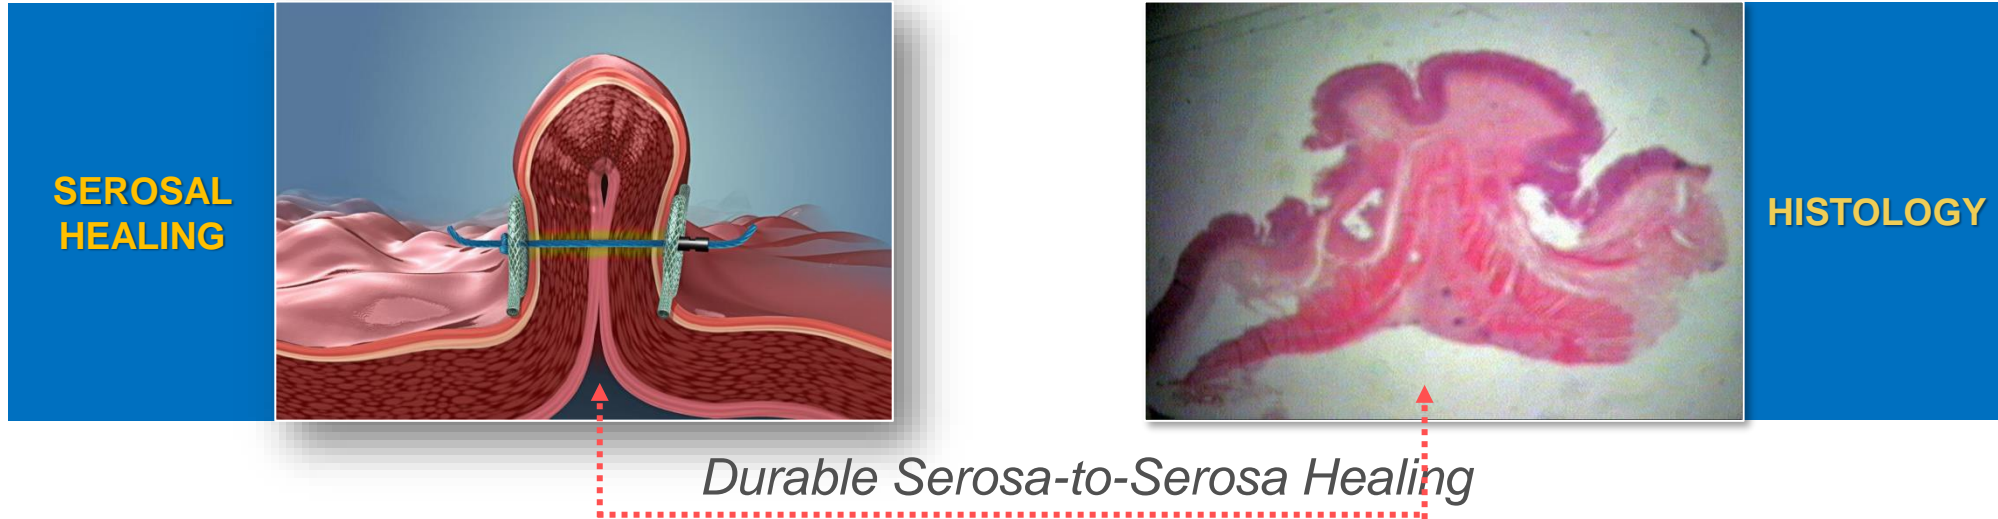 SEROSAL
HEALING
HISTOLOGY
Durable Serosa-to-Serosa Healing